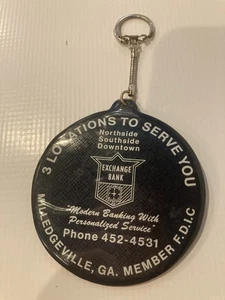 3 LOCATIONS TO SERVE YOU
Northside
Southside
Downtown
EXCHANGE
BANK
"Modern Banking With
Personalized Service"
Phone 452-4531
MILLEDGEVILLE, GA. MEMBER F.D.I.C